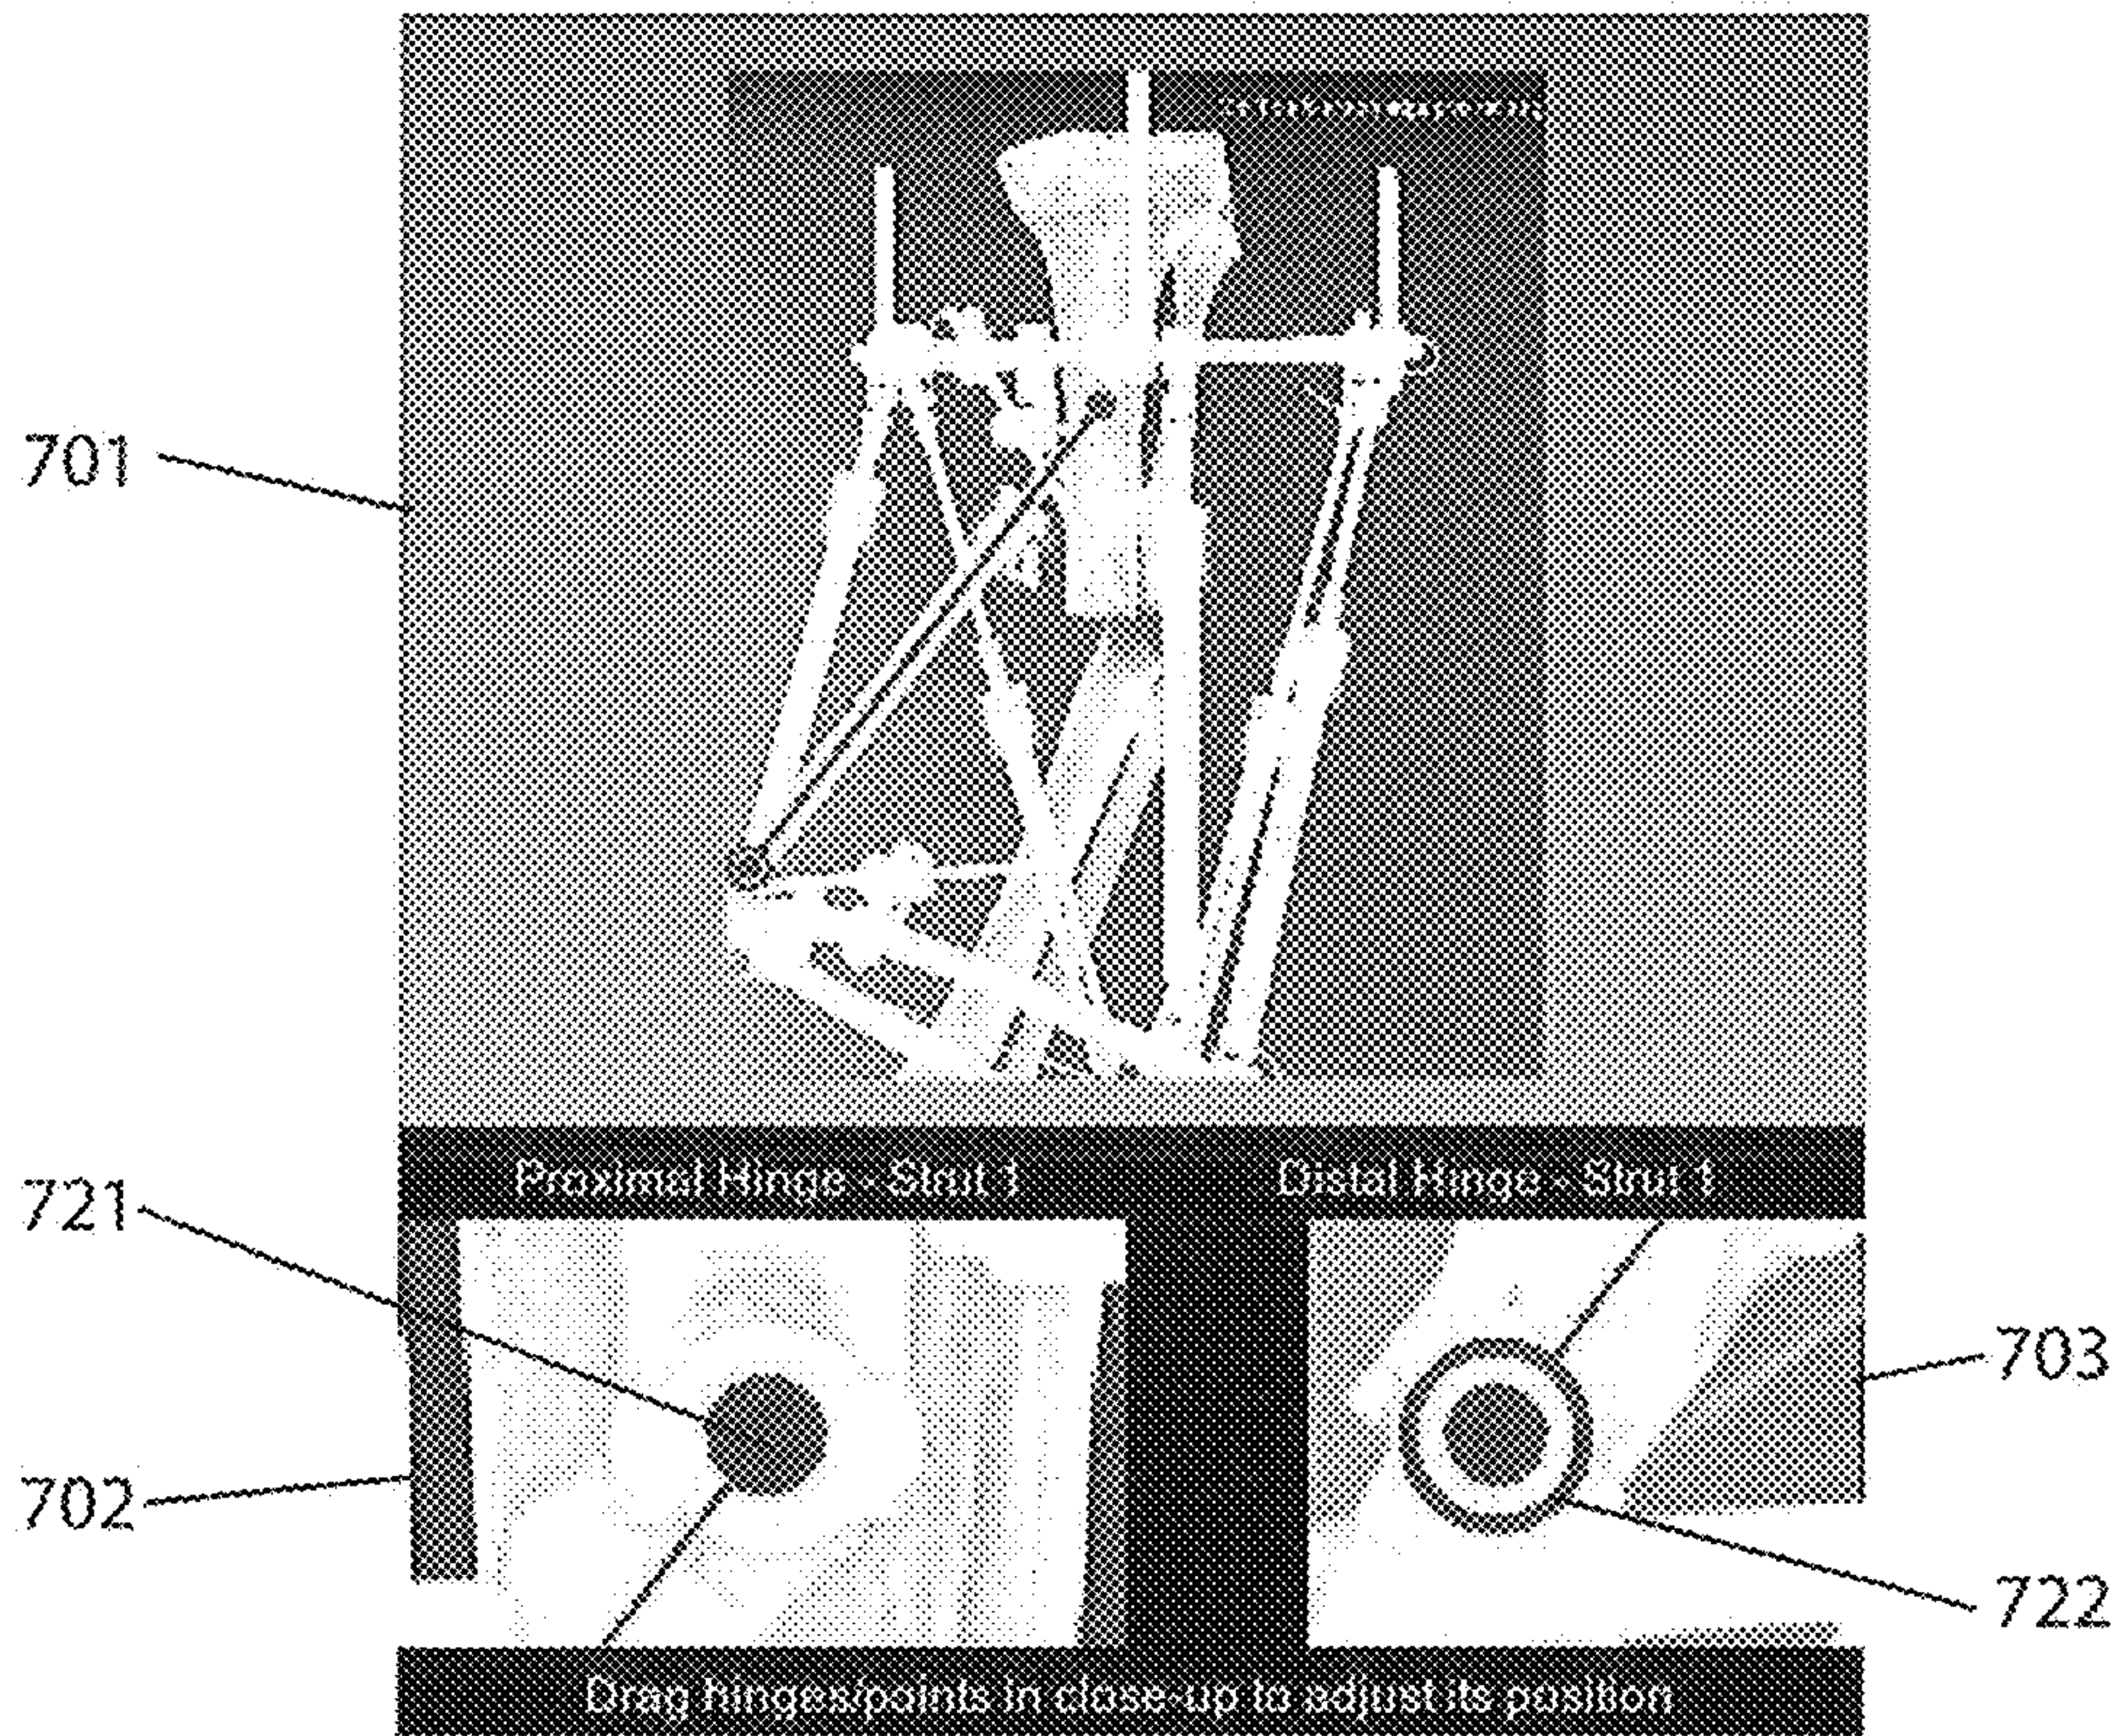 701
Proximal Hinge - Strut 1
Distal Hinge - Strut 1
721
703
702
722
Drag hinges/points in close-up to adjust its position